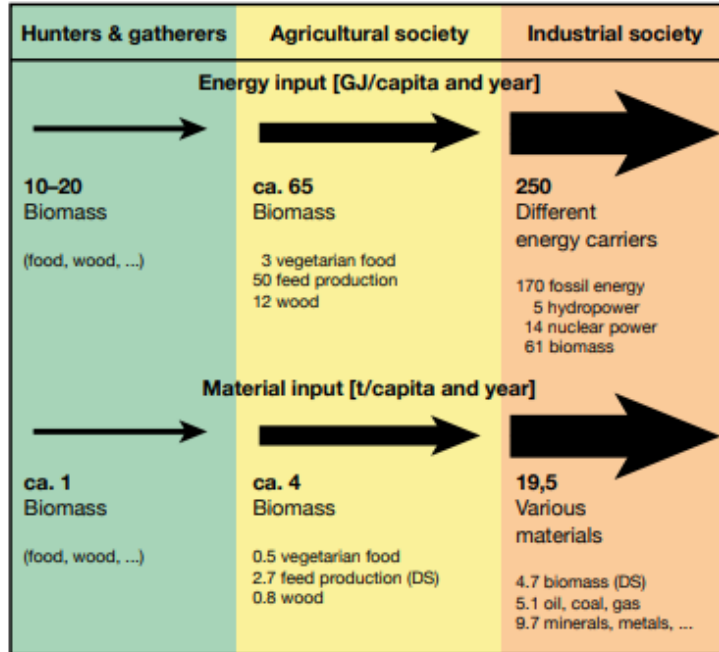 Hunters & gatherers
Agricultural society
Industrial society
Energy input [GJ/capita and year]
10–20
Biomass
(food, wood, ...)
ca. 65
Biomass
3 vegetarian food
50 feed production
12 wood
250
Different
energy carriers
170 fossil energy
5 hydropower
14 nuclear power
61 biomass
Material input [t/capita and year]
ca. 1
Biomass
(food, wood, ...)
ca. 4
Biomass
0.5 vegetarian food
2.7 feed production (DS)
0.8 wood
19,5
Various
materials
4.7 biomass (DS)
5.1 oil, coal, gas
9.7 minerals, metals, ...